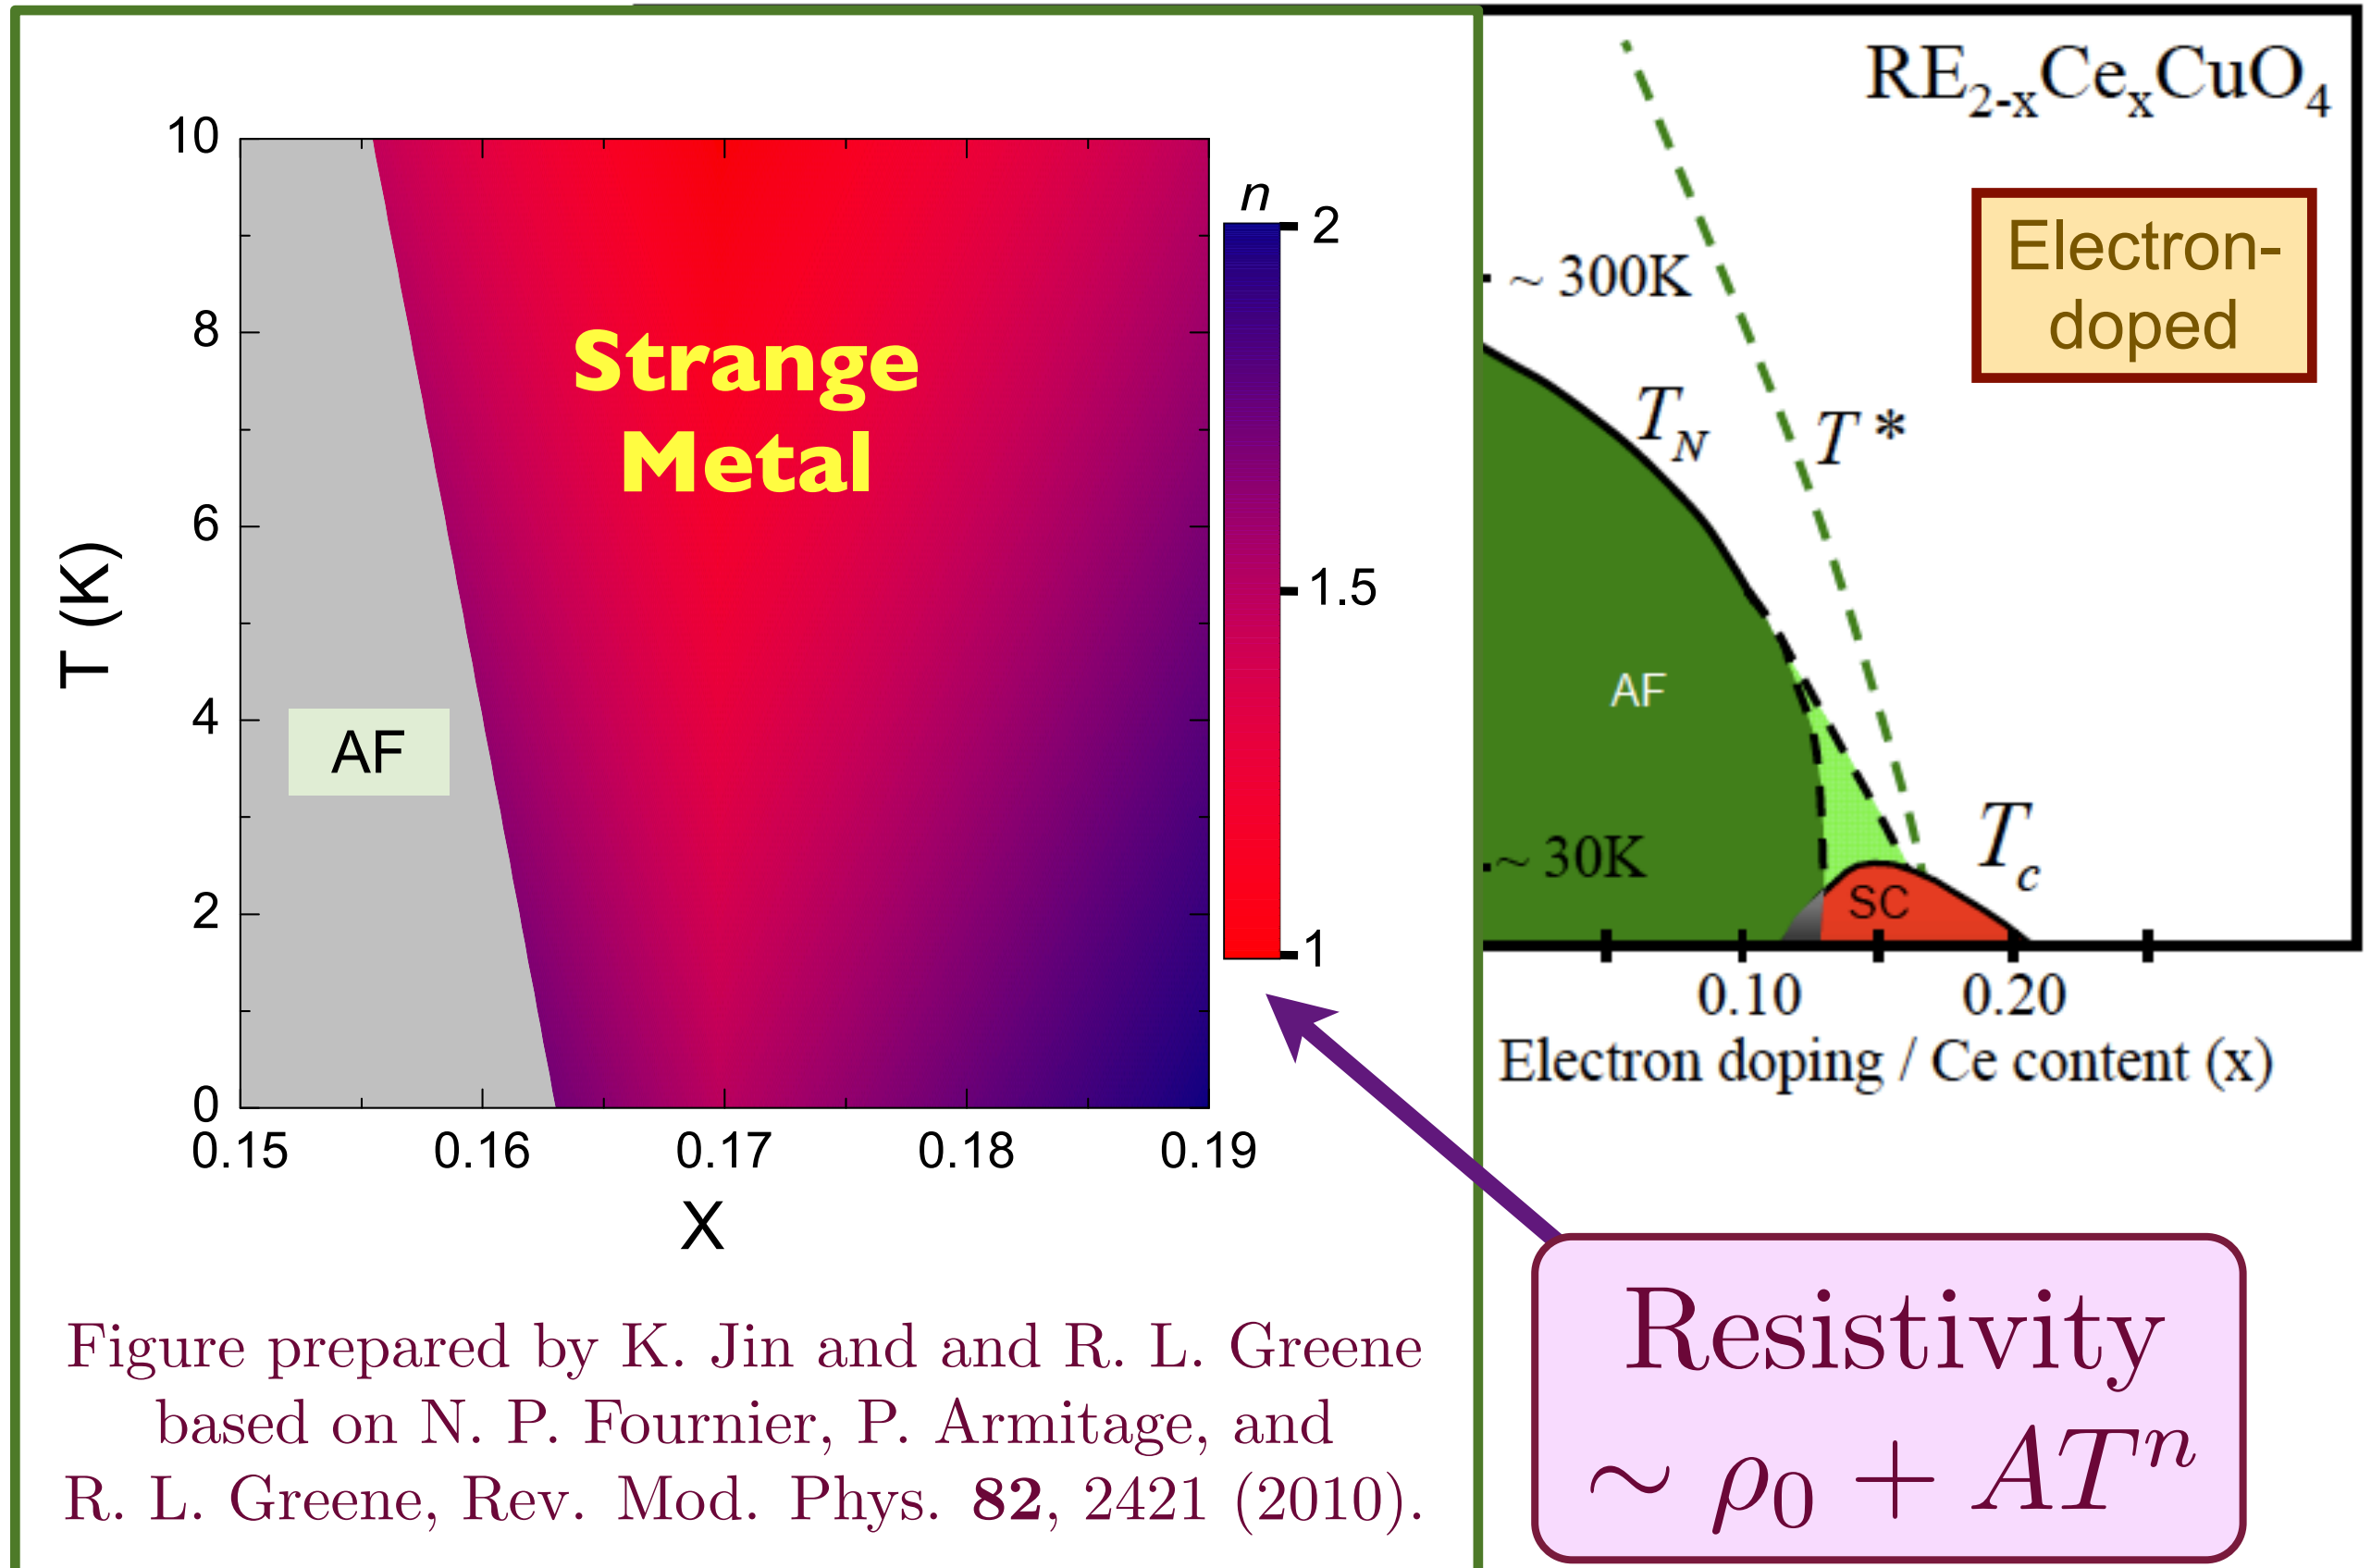 10
8
6
4
2
0
T (K)
0.15 0.16 0.17 0.18 0.19
X
Strange
Metal
AF
n
2
1.5
1
Figure prepared by K. Jin and and R. L. Greene
based on N. P. Fournier, P. Armitage, and
R. L. Greene, Rev. Mod. Phys. 82, 2421 (2010).
RE₂₋ₓCeₓCuO₄
Electron-
doped
~ 300K
T_N
T*
AF
~ 30K
T_c
SC
0.10 0.20
Electron doping / Ce content (x)
Resistivity
∼ ρ₀ + ATⁿ